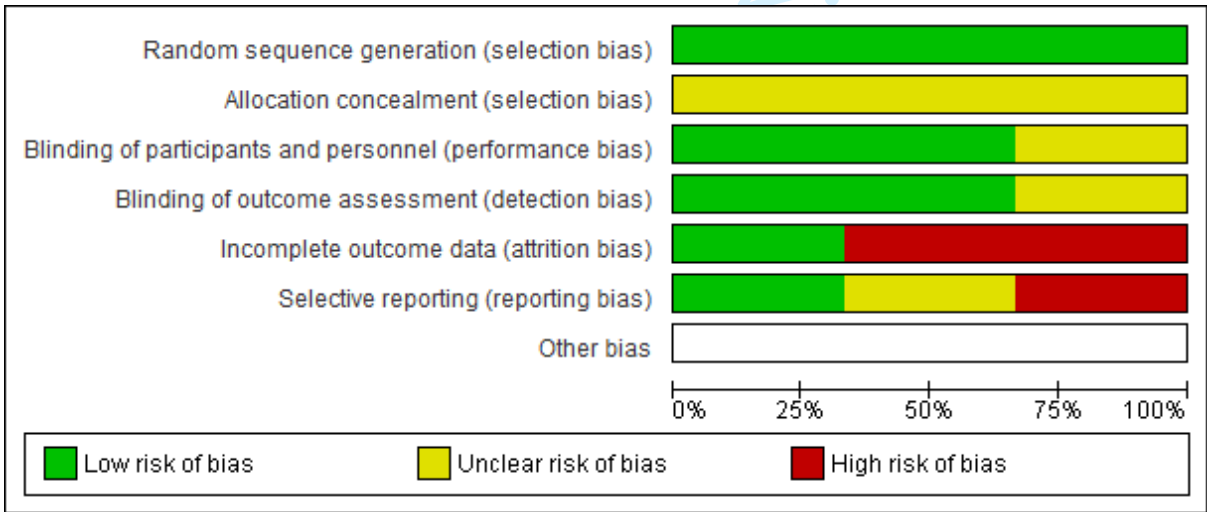 Random sequence generation (selection bias)
Allocation concealment (selection bias)
Blinding of participants and personnel (performance bias)
Blinding of outcome assessment (detection bias)
Incomplete outcome data (attrition bias)
Selective reporting (reporting bias)
Other bias
0% 25% 50% 75% 100%
Low risk of bias Unclear risk of bias High risk of bias